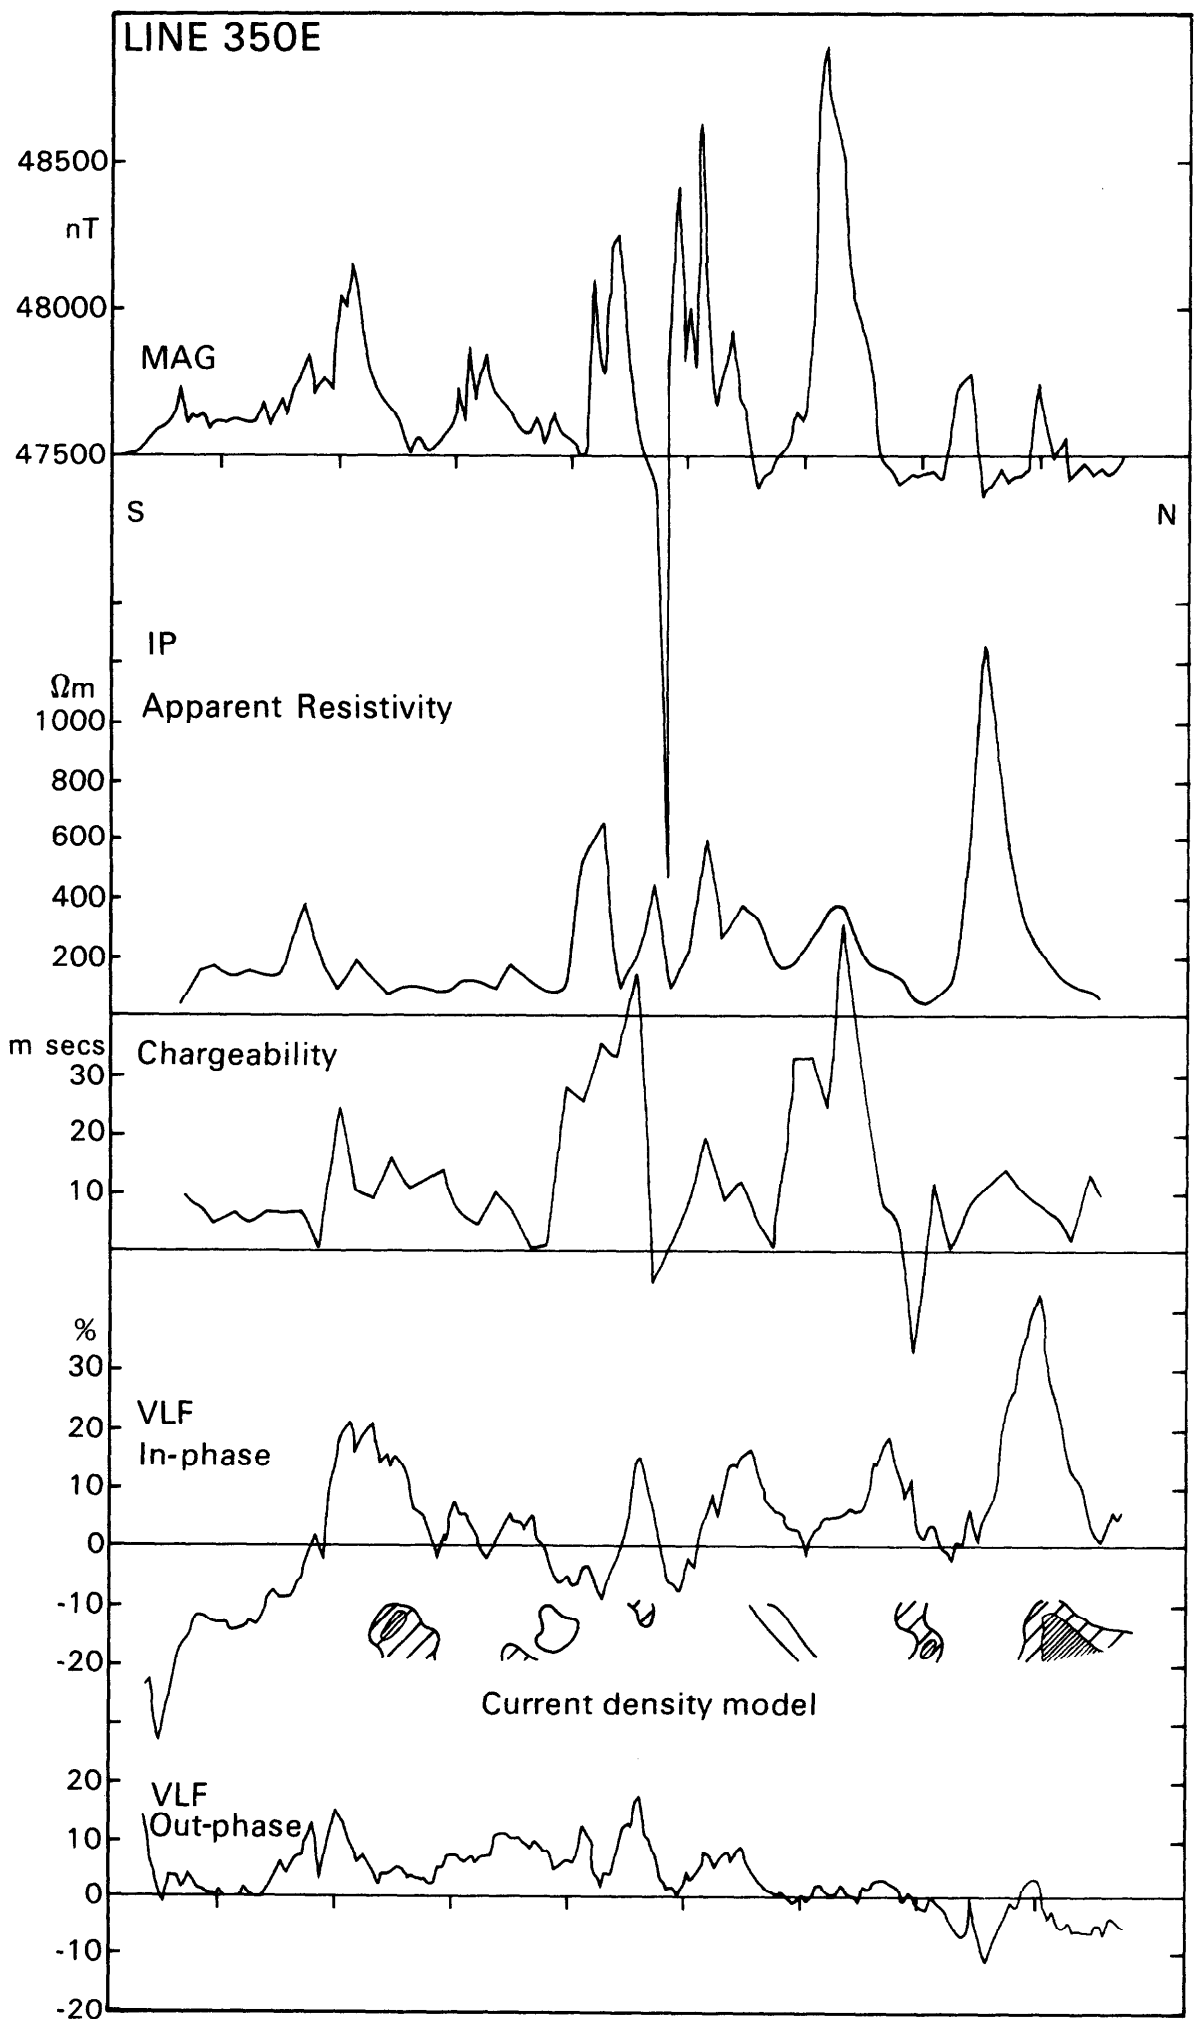 LINE 350E
48500
nT
48000
MAG
47500
S
N
IP
Ωm
Apparent Resistivity
1000
800
600
400
200
m secs
Chargeability
30
20
10
%
30
VLF
20
In-phase
10
0
-10
-20
Current density model
20
VLF
Out-phase
10
0
-10
-20